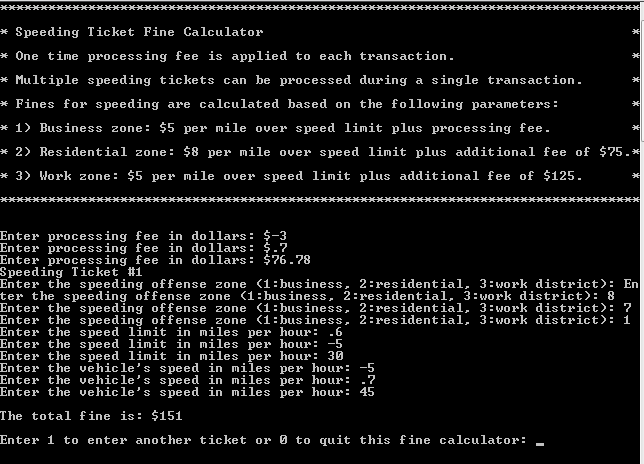 ********************************************************************************
* Speeding Ticket Fine Calculator *
* One time processing fee is applied to each transaction. *
* Multiple speeding tickets can be processed during a single transaction. *
* Fines for speeding are calculated based on the following parameters: *
* 1) Business zone: $5 per mile over speed limit plus processing fee. *
* 2) Residential zone: $8 per mile over speed limit plus additional fee of $75.*
* 3) Work zone: $5 per mile over speed limit plus additional fee of $125. *
********************************************************************************
Enter processing fee in dollars: $-3
Enter processing fee in dollars: $.7
Enter processing fee in dollars: $76.78
Speeding Ticket #1
Enter the speeding offense zone (1:business, 2:residential, 3:work district): En
ter the speeding offense zone (1:business, 2:residential, 3:work district): 8
Enter the speeding offense zone (1:business, 2:residential, 3:work district): 7
Enter the speeding offense zone (1:business, 2:residential, 3:work district): 1
Enter the speed limit in miles per hour: .6
Enter the speed limit in miles per hour: -5
Enter the speed limit in miles per hour: 30
Enter the vehicle's speed in miles per hour: -5
Enter the vehicle's speed in miles per hour: .7
Enter the vehicle's speed in miles per hour: 45
The total fine is: $151
Enter 1 to enter another ticket or 0 to quit this fine calculator: _